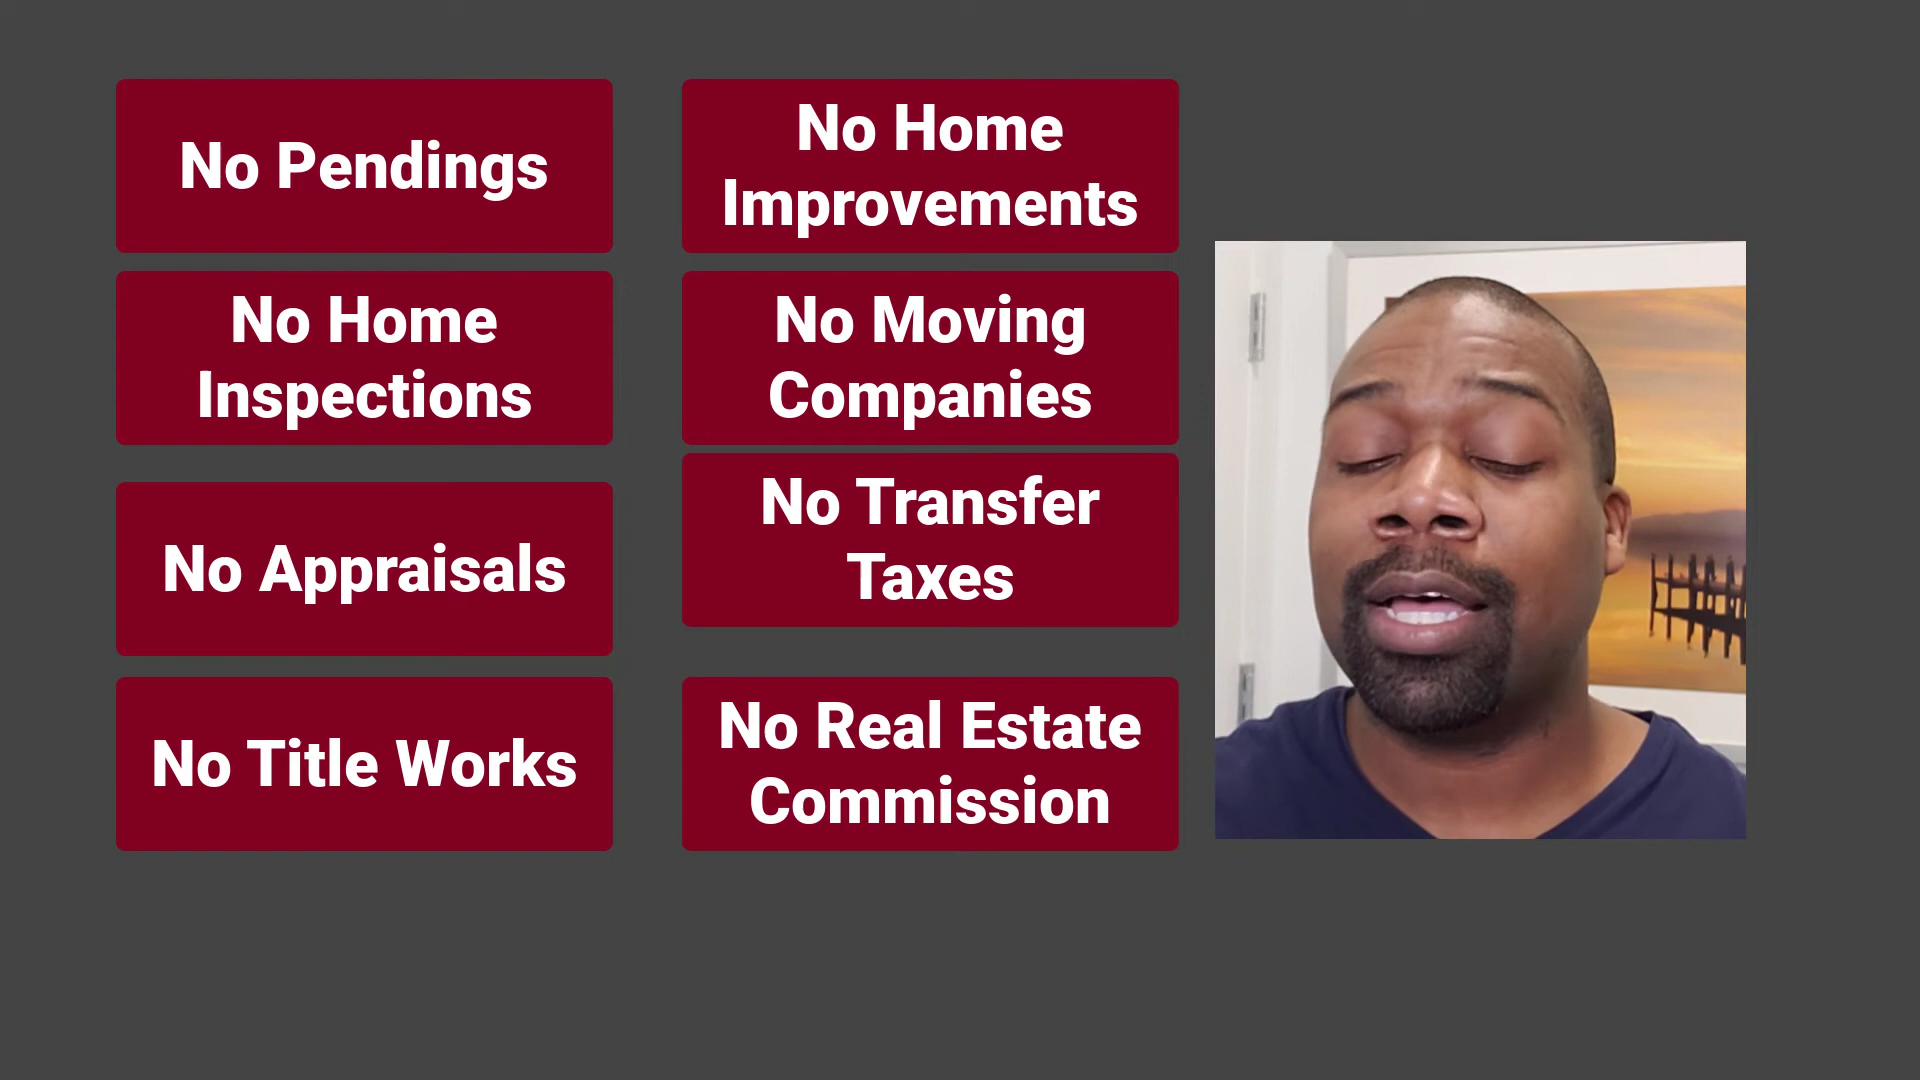 No Pendings
No Home
Inspections
No Appraisals
No Title Works
No Home
Improvements
No Moving
Companies
No Transfer
Taxes
No Real Estate
Commission